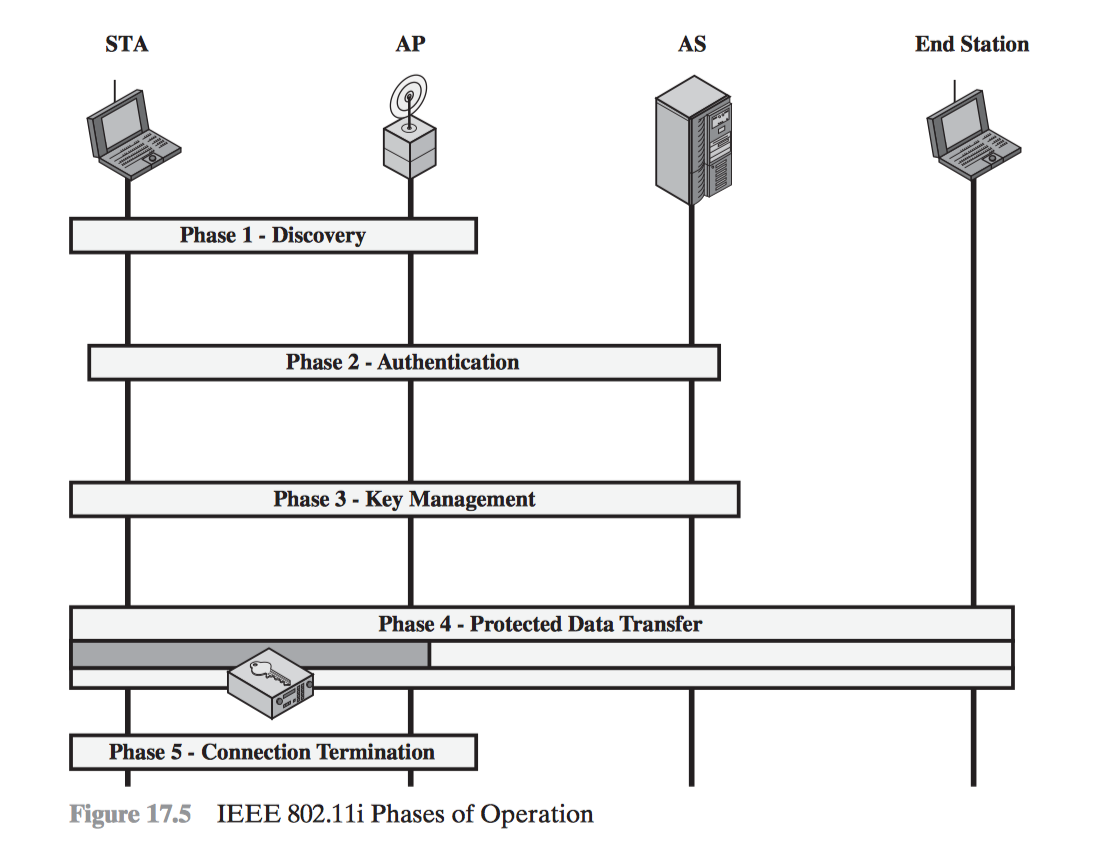 STA
AP
AS
End Station
Phase 1 - Discovery
Phase 2 - Authentication
Phase 3 - Key Management
Phase 4 - Protected Data Transfer
Phase 5 - Connection Termination
Figure 17.5 IEEE 802.11i Phases of Operation